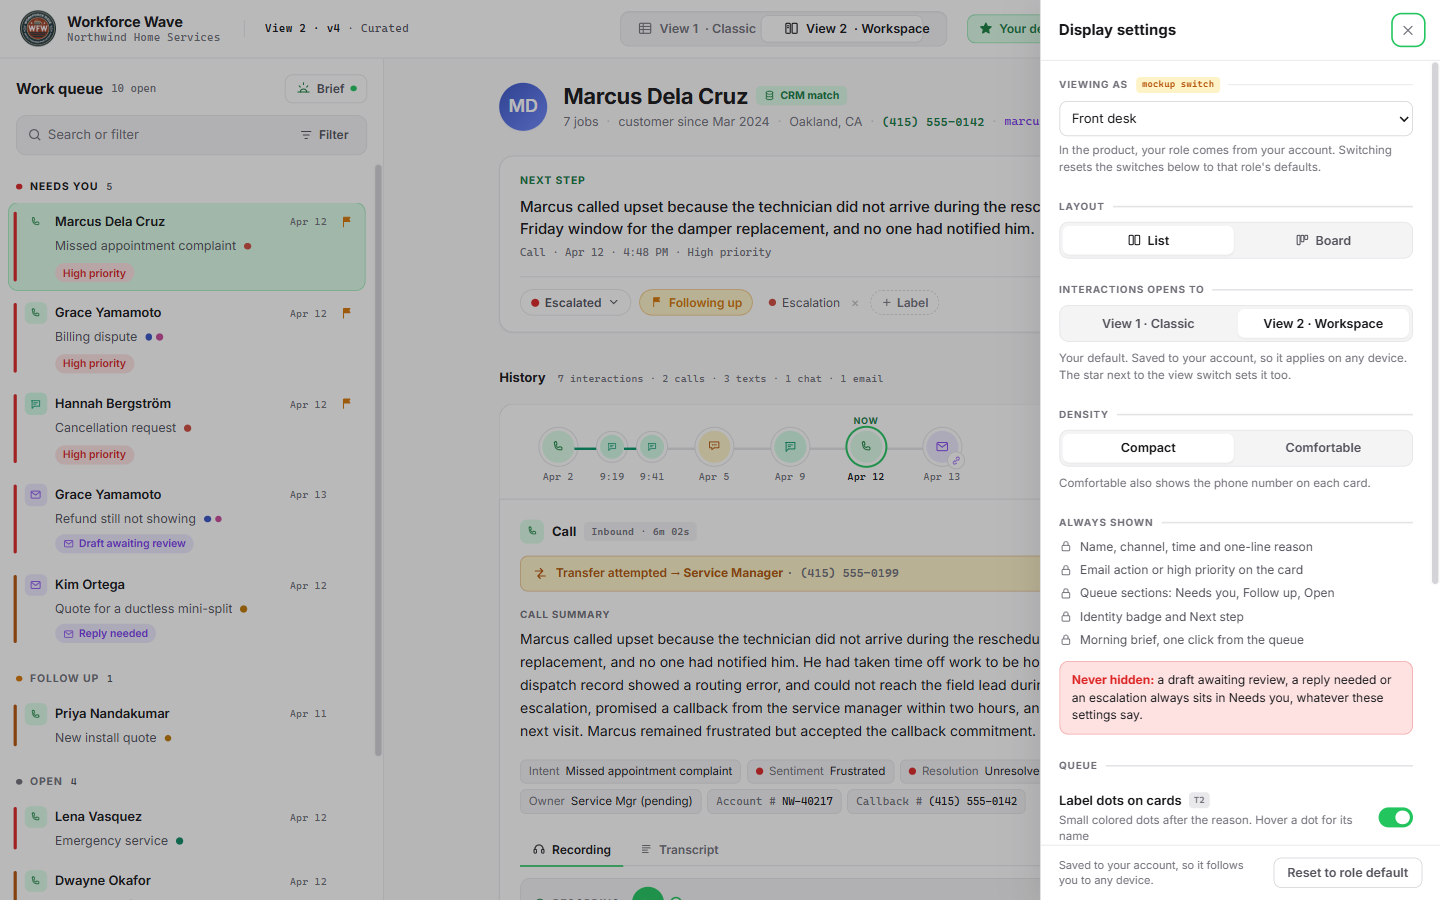 Workforce Wave
Northwind Home Services
View 2 · v4 · Curated
View 1 · Classic
View 2 · Workspace
Your de
WFW
Work queue 10 open
Brief
Search or filter
Filter
NEEDS YOU 5
Marcus Dela Cruz Apr 12
Missed appointment complaint
High priority
Grace Yamamoto Apr 12
Billing dispute
High priority
Hannah Bergström Apr 12
Cancellation request
High priority
Grace Yamamoto Apr 13
Refund still not showing
Draft awaiting review
Kim Ortega Apr 12
Quote for a ductless mini-split
Reply needed
FOLLOW UP 1
Priya Nandakumar Apr 11
New install quote
OPEN 4
Lena Vasquez Apr 12
Emergency service
Dwayne Okafor Apr 12
MD
Marcus Dela Cruz CRM match
7 jobs · customer since Mar 2024 · Oakland, CA · (415) 555-0142 · marcu
NEXT STEP
Marcus called upset because the technician did not arrive during the resc
Friday window for the damper replacement, and no one had notified him.
Call · Apr 12 · 4:48 PM · High priority
Escalated
Following up
Escalation ×
+ Label
History 7 interactions · 2 calls · 3 texts · 1 chat · 1 email
NOW
Apr 2 9:19 9:41 Apr 5 Apr 9 Apr 12 Apr 13
Call Inbound · 6m 02s
Transfer attempted → Service Manager · (415) 555-0199
CALL SUMMARY
Marcus called upset because the technician did not arrive during the reschedu
replacement, and no one had notified him. He had taken time off work to be ho
dispatch record showed a routing error, and could not reach the field lead durin
escalation, promised a callback from the service manager within two hours, an
next visit. Marcus remained frustrated but accepted the callback commitment.
Intent Missed appointment complaint
Sentiment Frustrated
Resolution Unresolve
Owner Service Mgr (pending)
Account # NW-40217
Callback # (415) 555-0142
Recording
Transcript
Display settings
VIEWING AS mockup switch
Front desk
In the product, your role comes from your account. Switching
resets the switches below to that role's defaults.
LAYOUT
List
Board
INTERACTIONS OPENS TO
View 1 · Classic
View 2 · Workspace
Your default. Saved to your account, so it applies on any device.
The star next to the view switch sets it too.
DENSITY
Compact
Comfortable
Comfortable also shows the phone number on each card.
ALWAYS SHOWN
Name, channel, time and one-line reason
Email action or high priority on the card
Queue sections: Needs you, Follow up, Open
Identity badge and Next step
Morning brief, one click from the queue
Never hidden: a draft awaiting review, a reply needed or
an escalation always sits in Needs you, whatever these
settings say.
QUEUE
Label dots on cards T2
Small colored dots after the reason. Hover a dot for its
name
Saved to your account, so it follows
you to any device.
Reset to role default